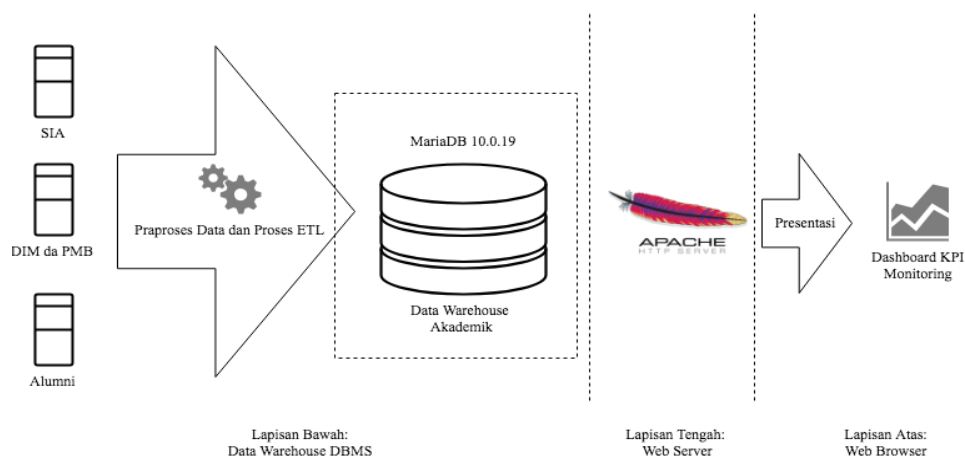 SIA
DIM da PMB
Alumni
Praproses Data dan Proses ETL
MariaDB 10.0.19
Data Warehouse
Akademik
APACHE
HTTP SERVER
Presentasi
Dashboard KPI
Monitoring
Lapisan Bawah:
Data Warehouse DBMS
Lapisan Tengah:
Web Server
Lapisan Atas:
Web Browser